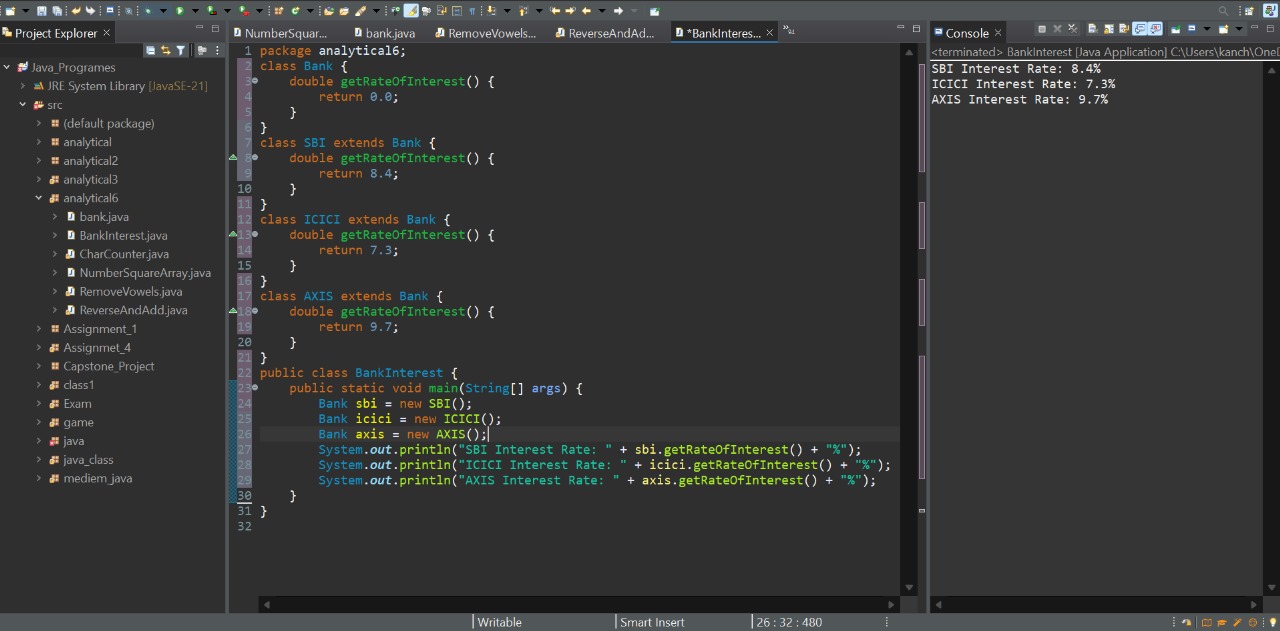 Project Explorer
NumberSquar...
bank.java
RemoveVowels...
ReverseAndAd...
*BankInteres...
Console
<terminated> BankInterest [Java Application] C:\Users\kanch\OneD
Java_Programes
JRE System Library [JavaSE-21]
src
(default package)
analytical
analytical2
analytical3
analytical6
bank.java
BankInterest.java
CharCounter.java
NumberSquareArray.java
RemoveVowels.java
ReverseAndAdd.java
Assignment_1
Assignmet_4
Capstone_Project
class1
Exam
game
java
java_class
mediem_java
1 package analytical6;
2 class Bank {
3 double getRateOfInterest() {
4 return 0.0;
5 }
6 }
7 class SBI extends Bank {
8 double getRateOfInterest() {
9 return 8.4;
10 }
11 }
12 class ICICI extends Bank {
13 double getRateOfInterest() {
14 return 7.3;
15 }
16 }
17 class AXIS extends Bank {
18 double getRateOfInterest() {
19 return 9.7;
20 }
21 }
22 public class BankInterest {
23 public static void main(String[] args) {
24 Bank sbi = new SBI();
25 Bank icici = new ICICI();
26 Bank axis = new AXIS();
27 System.out.println("SBI Interest Rate: " + sbi.getRateOfInterest() + "%");
28 System.out.println("ICICI Interest Rate: " + icici.getRateOfInterest() + "%");
29 System.out.println("AXIS Interest Rate: " + axis.getRateOfInterest() + "%");
30 }
31 }
32
SBI Interest Rate: 8.4%
ICICI Interest Rate: 7.3%
AXIS Interest Rate: 9.7%
Writable
Smart Insert
26 : 32 : 480